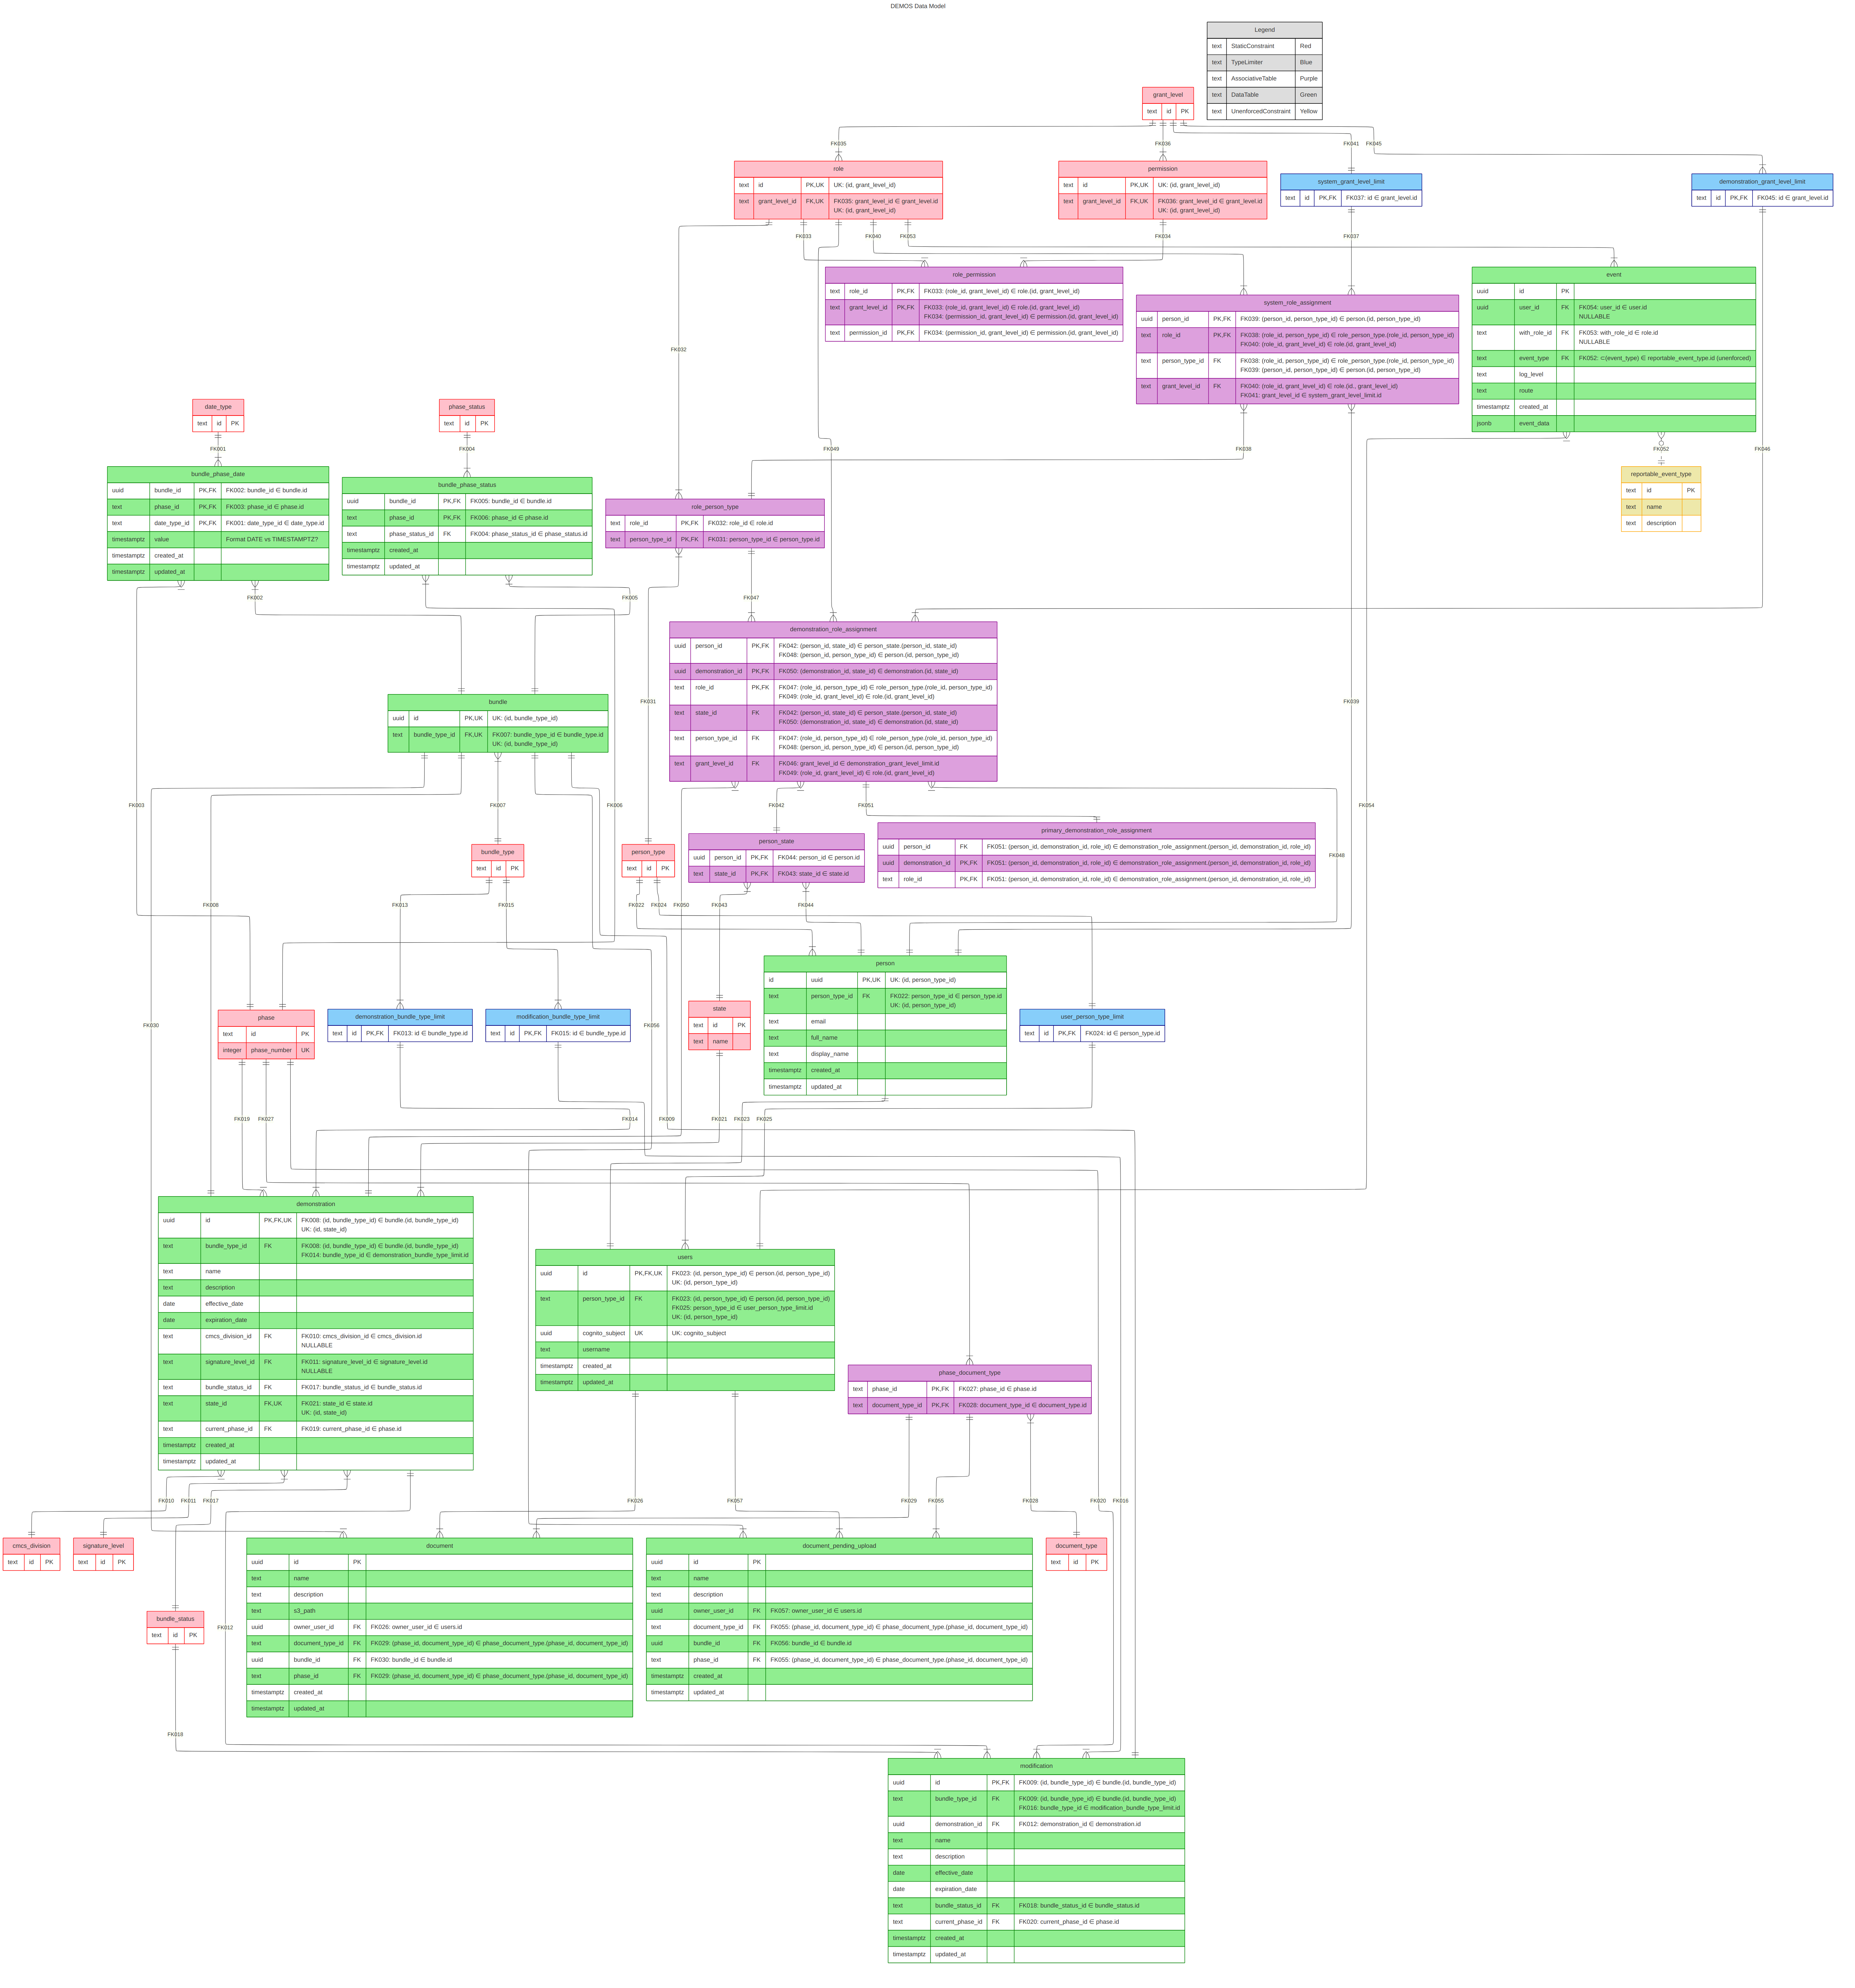 DEMOS Data Model
Legend
text StaticConstraint Red
text TypeLimiter Blue
text AssociativeTable Purple
text DataTable Green
text UnenforcedConstraint Yellow
grant_level
text id PK
FK035 FK036 FK041 FK045
role
text id PK,UK UK: (id, grant_level_id)
text grant_level_id FK,UK FK035: grant_level_id ∈ grant_level.id
UK: (id, grant_level_id)
permission
text id PK,UK UK: (id, grant_level_id)
text grant_level_id FK,UK FK036: grant_level_id ∈ grant_level.id
UK: (id, grant_level_id)
system_grant_level_limit
text id PK,FK FK037: id ∈ grant_level.id
demonstration_grant_level_limit
text id PK,FK FK045: id ∈ grant_level.id
FK033 FK040 FK053 FK034 FK037
role_permission
text role_id PK,FK FK033: (role_id, grant_level_id) ∈ role.(id, grant_level_id)
text grant_level_id PK,FK FK033: (role_id, grant_level_id) ∈ role.(id, grant_level_id)
FK034: (permission_id, grant_level_id) ∈ permission.(id, grant_level_id)
text permission_id PK,FK FK034: (permission_id, grant_level_id) ∈ permission.(id, grant_level_id)
system_role_assignment
uuid person_id PK,FK FK039: (person_id, person_type_id) ∈ person.(id, person_type_id)
text role_id PK,FK FK038: (role_id, person_type_id) ∈ role_person_type.(role_id, person_type_id)
FK040: (role_id, grant_level_id) ∈ role.(id, grant_level_id)
text person_type_id FK FK038: (role_id, person_type_id) ∈ role_person_type.(role_id, person_type_id)
FK039: (person_id, person_type_id) ∈ person.(id, person_type_id)
text grant_level_id FK FK040: (role_id, grant_level_id) ∈ role.(id., grant_level_id)
FK041: grant_level_id ∈ system_grant_level_limit.id
event
uuid id PK
uuid user_id FK FK054: user_id ∈ user.id
NULLABLE
text with_role_id FK FK053: with_role_id ∈ role.id
NULLABLE
text event_type FK FK052: ⊂(event_type) ∈ reportable_event_type.id (unenforced)
text log_level
text route
timestamptz created_at
jsonb event_data
FK032
date_type
text id PK
phase_status
text id PK
FK001 FK004 FK049 FK038 FK052 FK046
bundle_phase_date
uuid bundle_id PK,FK FK002: bundle_id ∈ bundle.id
text phase_id PK,FK FK003: phase_id ∈ phase.id
text date_type_id PK,FK FK001: date_type_id ∈ date_type.id
timestamptz value Format DATE vs TIMESTAMPTZ?
timestamptz created_at
timestamptz updated_at
bundle_phase_status
uuid bundle_id PK,FK FK005: bundle_id ∈ bundle.id
text phase_id PK,FK FK006: phase_id ∈ phase.id
text phase_status_id FK FK004: phase_status_id ∈ phase_status.id
timestamptz created_at
timestamptz updated_at
role_person_type
text role_id PK,FK FK032: role_id ∈ role.id
text person_type_id PK,FK FK031: person_type_id ∈ person_type.id
reportable_event_type
text id PK
text name
text description
FK002 FK005 FK047
demonstration_role_assignment
uuid person_id PK,FK FK042: (person_id, state_id) ∈ person_state.(person_id, state_id)
FK048: (person_id, person_type_id) ∈ person.(id, person_type_id)
uuid demonstration_id PK,FK FK050: (demonstration_id, state_id) ∈ demonstration.(id, state_id)
text role_id PK,FK FK047: (role_id, person_type_id) ∈ role_person_type.(role_id, person_type_id)
FK049: (role_id, grant_level_id) ∈ role.(id, grant_level_id)
text state_id FK FK042: (person_id, state_id) ∈ person_state.(person_id, state_id)
FK050: (demonstration_id, state_id) ∈ demonstration.(id, state_id)
text person_type_id FK FK047: (role_id, person_type_id) ∈ role_person_type.(role_id, person_type_id)
FK048: (person_id, person_type_id) ∈ person.(id, person_type_id)
text grant_level_id FK FK046: grant_level_id ∈ demonstration_grant_level_limit.id
FK049: (role_id, grant_level_id) ∈ role.(id, grant_level_id)
bundle
uuid id PK,UK UK: (id, bundle_type_id)
text bundle_type_id FK,UK FK007: bundle_type_id ∈ bundle_type.id
UK: (id, bundle_type_id)
FK031 FK039
FK003 FK007 FK006 FK042 FK051 FK054
bundle_type
text id PK
person_type
text id PK
person_state
uuid person_id PK,FK FK044: person_id ∈ person.id
text state_id PK,FK FK043: state_id ∈ state.id
primary_demonstration_role_assignment
uuid person_id FK FK051: (person_id, demonstration_id, role_id) ∈ demonstration_role_assignment.(person_id, demonstration_id, role_id)
uuid demonstration_id PK,FK FK051: (person_id, demonstration_id, role_id) ∈ demonstration_role_assignment.(person_id, demonstration_id, role_id)
text role_id PK,FK FK051: (person_id, demonstration_id, role_id) ∈ demonstration_role_assignment.(person_id, demonstration_id, role_id)
FK048
FK008 FK013 FK015 FK022 FK024 FK050 FK043 FK044
person
id uuid PK,UK UK: (id, person_type_id)
text person_type_id FK FK022: person_type_id ∈ person_type.id
UK: (id, person_type_id)
text email
text full_name
text display_name
timestamptz created_at
timestamptz updated_at
phase
text id PK
integer phase_number UK
demonstration_bundle_type_limit
text id PK,FK FK013: id ∈ bundle_type.id
modification_bundle_type_limit
text id PK,FK FK015: id ∈ bundle_type.id
state
text id PK
text name
user_person_type_limit
text id PK,FK FK024: id ∈ person_type.id
FK030 FK056
FK019 FK027 FK014 FK009 FK021 FK023 FK025
demonstration
uuid id PK,FK,UK FK008: (id, bundle_type_id) ∈ bundle.(id, bundle_type_id)
UK: (id, state_id)
text bundle_type_id FK FK008: (id, bundle_type_id) ∈ bundle.(id, bundle_type_id)
FK014: bundle_type_id ∈ demonstration_bundle_type_limit.id
text name
text description
date effective_date
date expiration_date
text cmcs_division_id FK FK010: cmcs_division_id ∈ cmcs_division.id
NULLABLE
text signature_level_id FK FK011: signature_level_id ∈ signature_level.id
NULLABLE
text bundle_status_id FK FK017: bundle_status_id ∈ bundle_status.id
text state_id FK,UK FK021: state_id ∈ state.id
UK: (id, state_id)
text current_phase_id FK FK019: current_phase_id ∈ phase.id
timestamptz created_at
timestamptz updated_at
users
uuid id PK,FK,UK FK023: (id, person_type_id) ∈ person.(id, person_type_id)
UK: (id, person_type_id)
text person_type_id FK FK023: (id, person_type_id) ∈ person.(id, person_type_id)
FK025: person_type_id ∈ user_person_type_limit.id
UK: (id, person_type_id)
uuid cognito_subject UK UK: cognito_subject
text username
timestamptz created_at
timestamptz updated_at
phase_document_type
text phase_id PK,FK FK027: phase_id ∈ phase.id
text document_type_id PK,FK FK028: document_type_id ∈ document_type.id
FK010 FK011 FK017 FK026 FK057 FK029 FK055 FK028 FK020 FK016
cmcs_division
text id PK
signature_level
text id PK
document
uuid id PK
text name
text description
text s3_path
uuid owner_user_id FK FK026: owner_user_id ∈ users.id
text document_type_id FK FK029: (phase_id, document_type_id) ∈ phase_document_type.(phase_id, document_type_id)
uuid bundle_id FK FK030: bundle_id ∈ bundle.id
text phase_id FK FK029: (phase_id, document_type_id) ∈ phase_document_type.(phase_id, document_type_id)
timestamptz created_at
timestamptz updated_at
document_pending_upload
uuid id PK
text name
text description
uuid owner_user_id FK FK057: owner_user_id ∈ users.id
text document_type_id FK FK055: (phase_id, document_type_id) ∈ phase_document_type.(phase_id, document_type_id)
uuid bundle_id FK FK056: bundle_id ∈ bundle.id
text phase_id FK FK055: (phase_id, document_type_id) ∈ phase_document_type.(phase_id, document_type_id)
timestamptz created_at
timestamptz updated_at
document_type
text id PK
bundle_status
text id PK
FK012
FK018
modification
uuid id PK,FK FK009: (id, bundle_type_id) ∈ bundle.(id, bundle_type_id)
text bundle_type_id FK FK009: (id, bundle_type_id) ∈ bundle.(id, bundle_type_id)
FK016: bundle_type_id ∈ modification_bundle_type_limit.id
uuid demonstration_id FK FK012: demonstration_id ∈ demonstration.id
text name
text description
date effective_date
date expiration_date
text bundle_status_id FK FK018: bundle_status_id ∈ bundle_status.id
text current_phase_id FK FK020: current_phase_id ∈ phase.id
timestamptz created_at
timestamptz updated_at